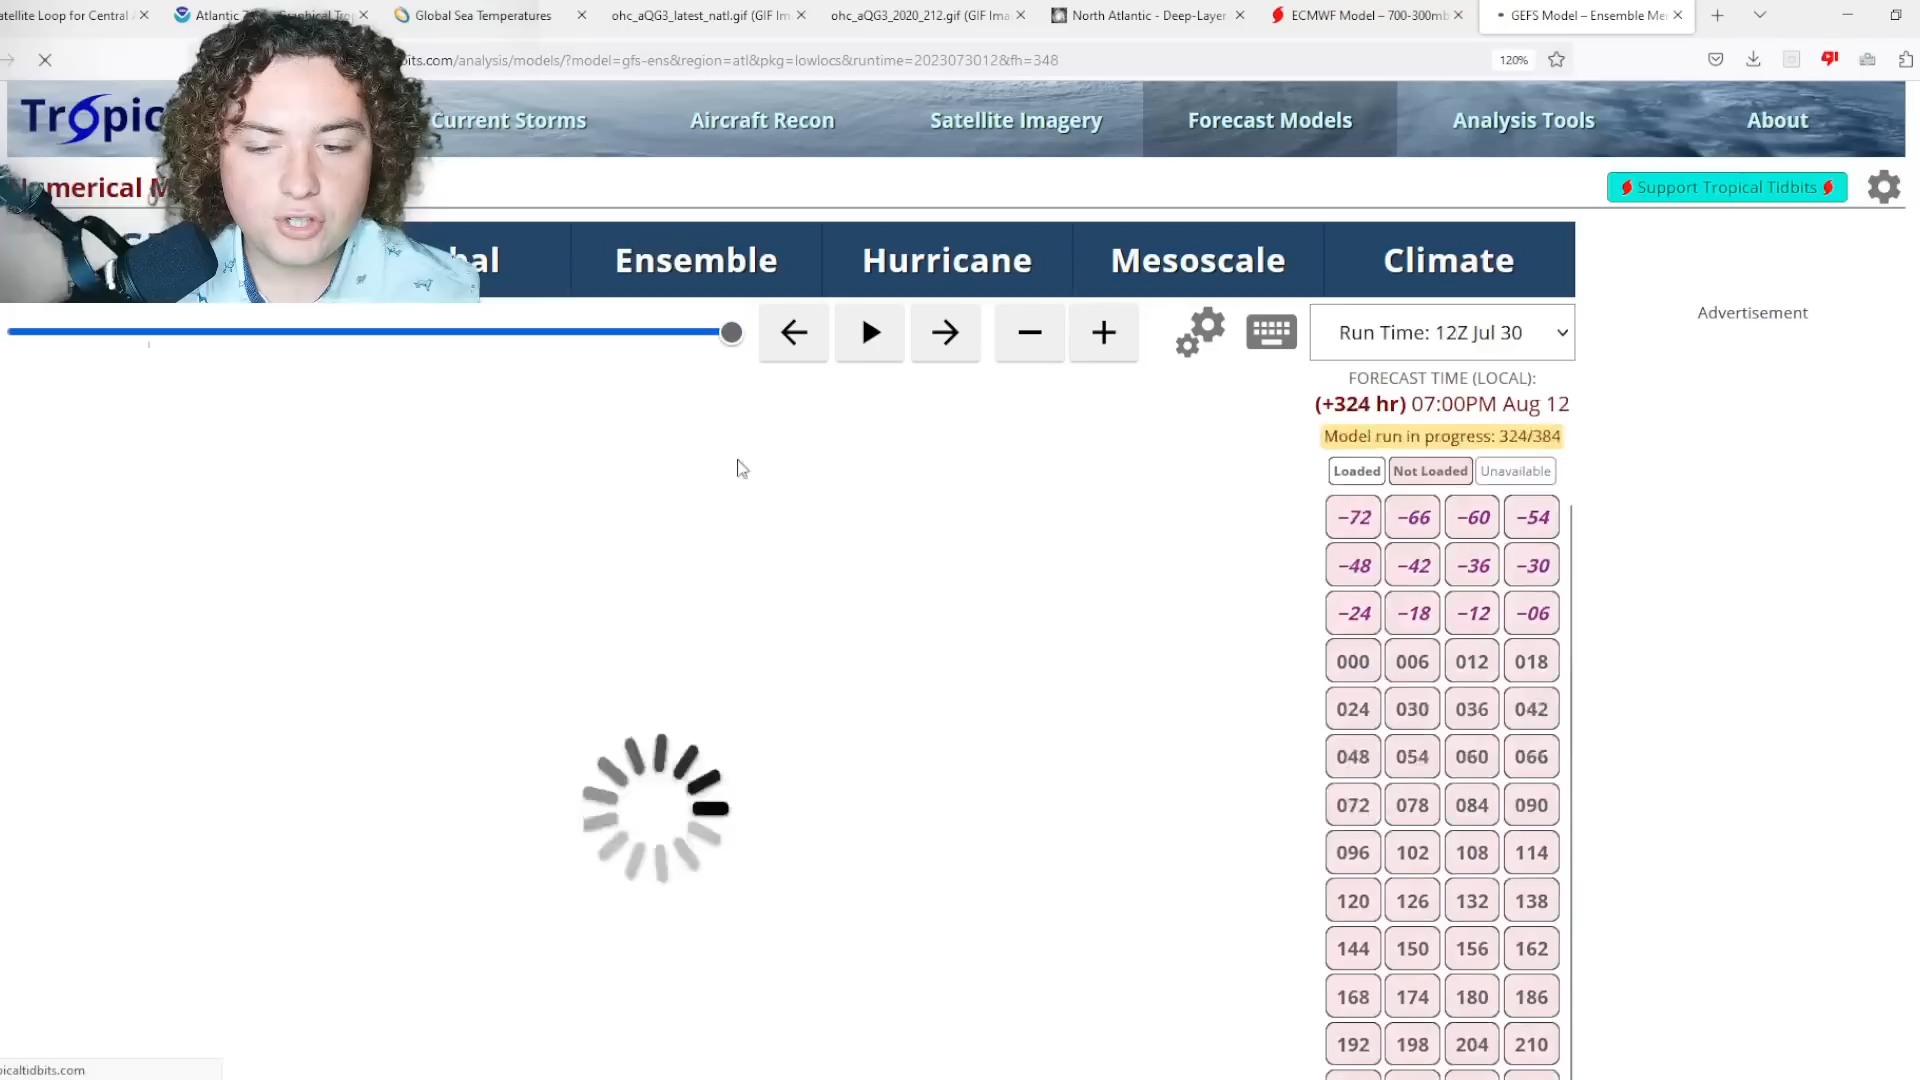 atellite Loop for Central
Atlantic
Global Sea Temperatures
ohc_aQG3_latest_natl.gif (GIF Im
ohc_aQG3_2020_212.gif (GIF Ima
North Atlantic - Deep-Layer
ECMWF Model – 700-300mb
GEFS Model – Ensemble Me
bits.com/analysis/models/?model=gfs-ens&region=atl&pkg=lowlocs&runtime=2023073012&fh=348
120%
Tropic
Current Storms
Aircraft Recon
Satellite Imagery
Forecast Models
Analysis Tools
About
Numerical M
Support Tropical Tidbits
bal
Ensemble
Hurricane
Mesoscale
Climate
Run Time: 12Z Jul 30
Advertisement
FORECAST TIME (LOCAL):
(+324 hr) 07:00PM Aug 12
Model run in progress: 324/384
Loaded
Not Loaded
Unavailable
−72 −66 −60 −54
−48 −42 −36 −30
−24 −18 −12 −06
000 006 012 018
024 030 036 042
048 054 060 066
072 078 084 090
096 102 108 114
120 126 132 138
144 150 156 162
168 174 180 186
192 198 204 210
picaltidbits.com